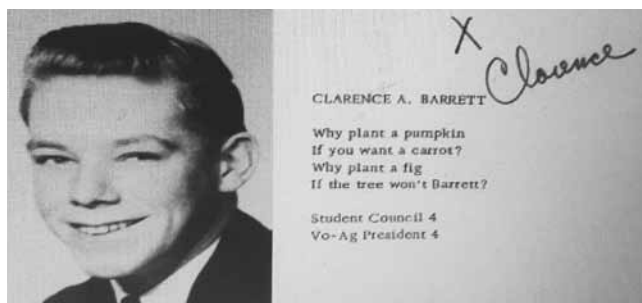 X
Clarence
CLARENCE A. BARRETT
Why plant a pumpkin
If you want a carrot?
Why plant a fig
If the tree won't Barrett?
Student Council 4
Vo-Ag President 4